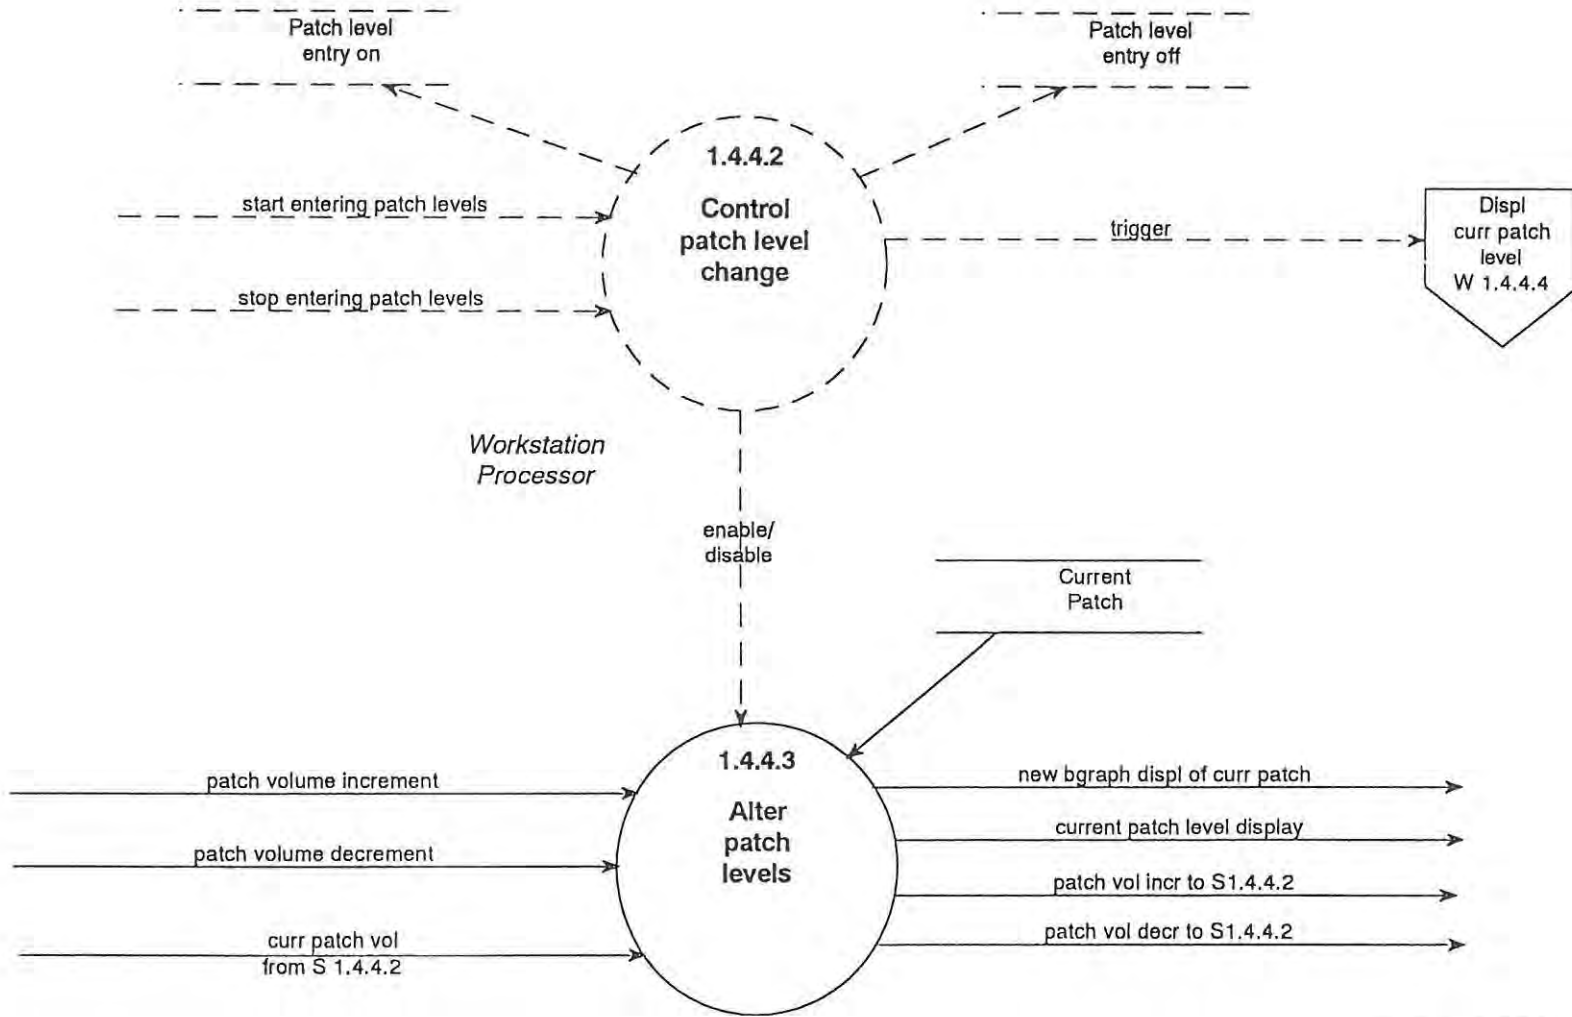 Patch level
entry on
Patch level
entry off
1.4.4.2
Control
patch level
change
start entering patch levels
stop entering patch levels
trigger
Displ
curr patch
level
W 1.4.4.4
Workstation
Processor
enable/
disable
Current
Patch
1.4.4.3
Alter
patch
levels
patch volume increment
patch volume decrement
curr patch vol
from S 1.4.4.2
new bgraph displ of curr patch
current patch level display
patch vol incr to S1.4.4.2
patch vol decr to S1.4.4.2